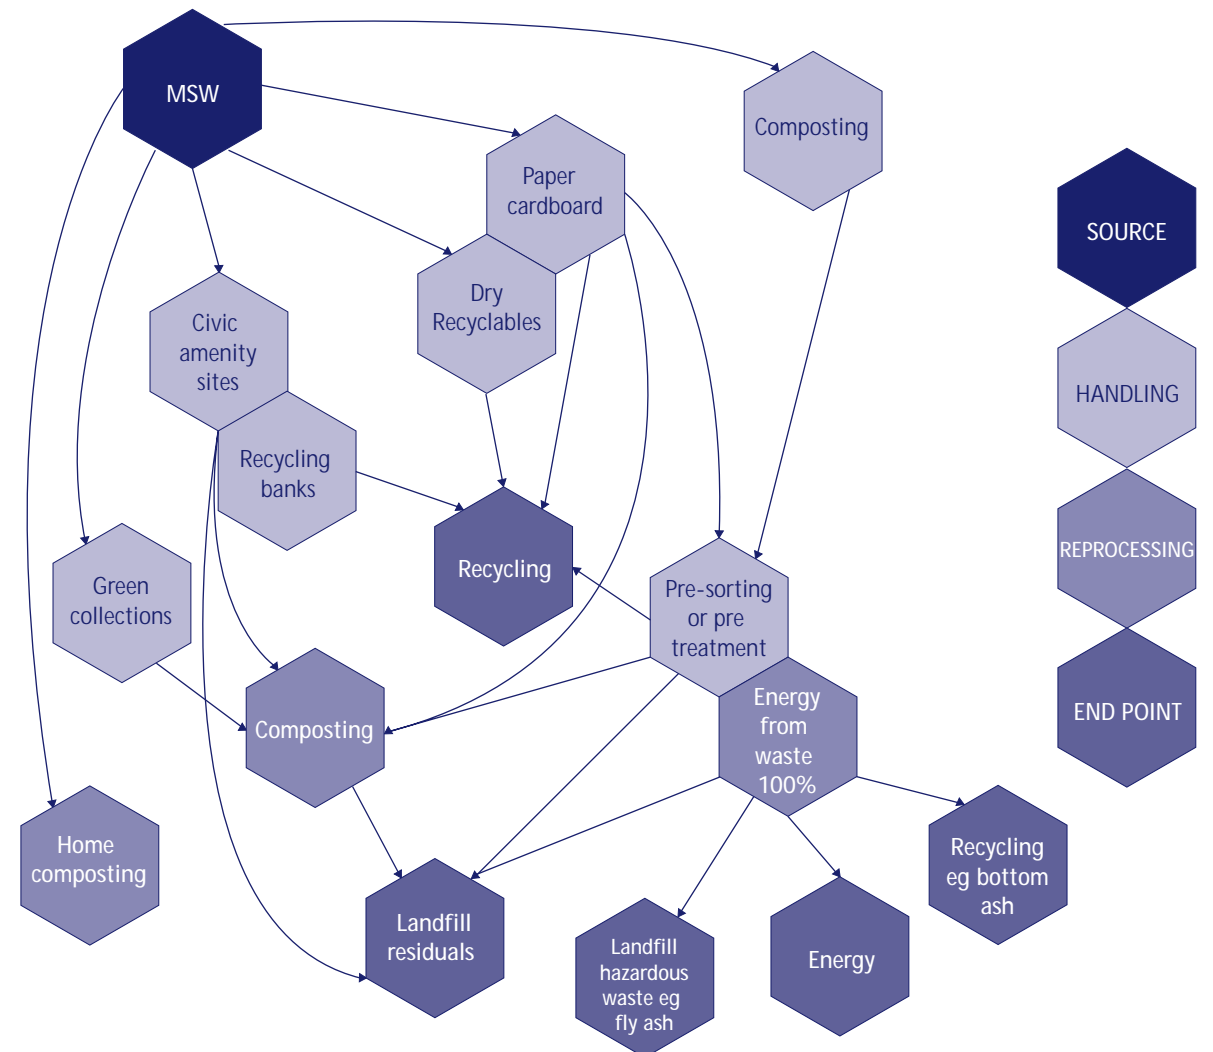 MSW
Composting
Paper
cardboard
Dry
Recyclables
Civic
amenity
sites
Recycling
banks
Green
collections
Recycling
Pre-sorting
or pre
treatment
Composting
Energy
from
waste
100%
Home
composting
Landfill
residuals
Landfill
hazardous
waste eg
fly ash
Energy
Recycling
eg bottom
ash
SOURCE
HANDLING
REPROCESSING
END POINT